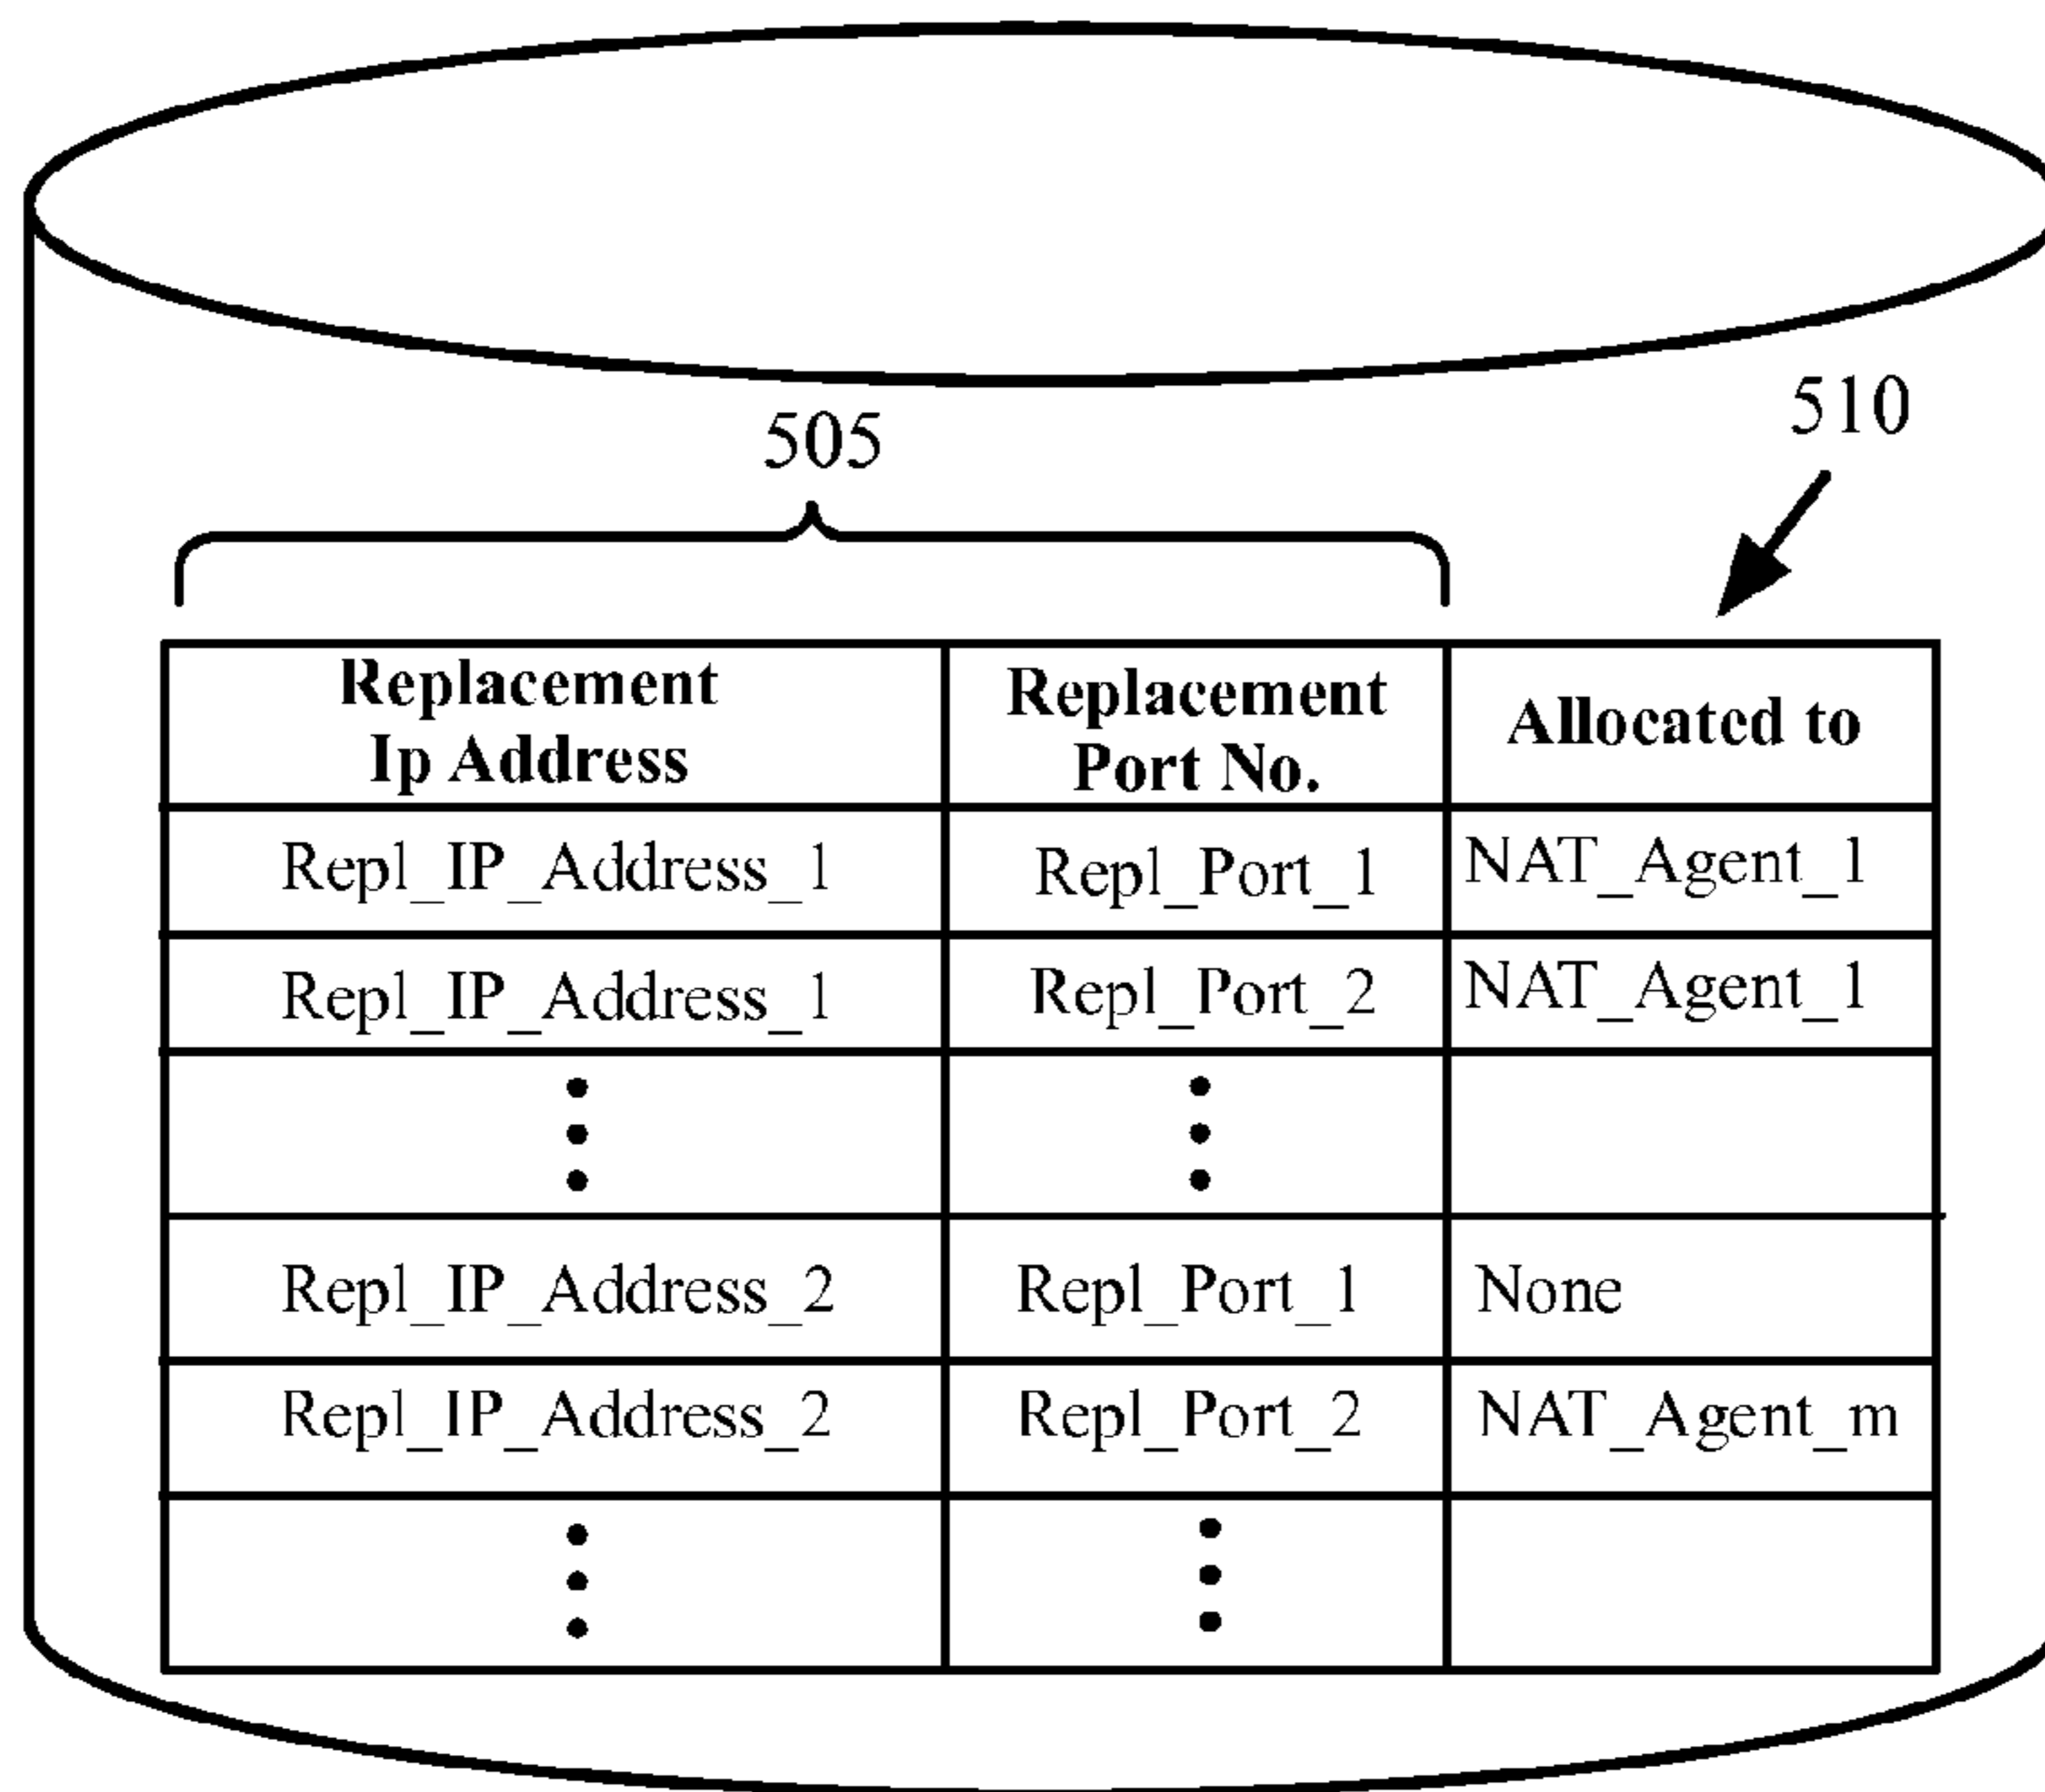 510
505
Replacement
Ip Address
Replacement
Port No.
Allocated to
Repl_IP_Address_1
Repl_Port_1
NAT_Agent_1
Repl_IP_Address_1
Repl_Port_2
NAT_Agent_1
Repl_IP_Address_2
Repl_Port_1
None
Repl_IP_Address_2
Repl_Port_2
NAT_Agent_m